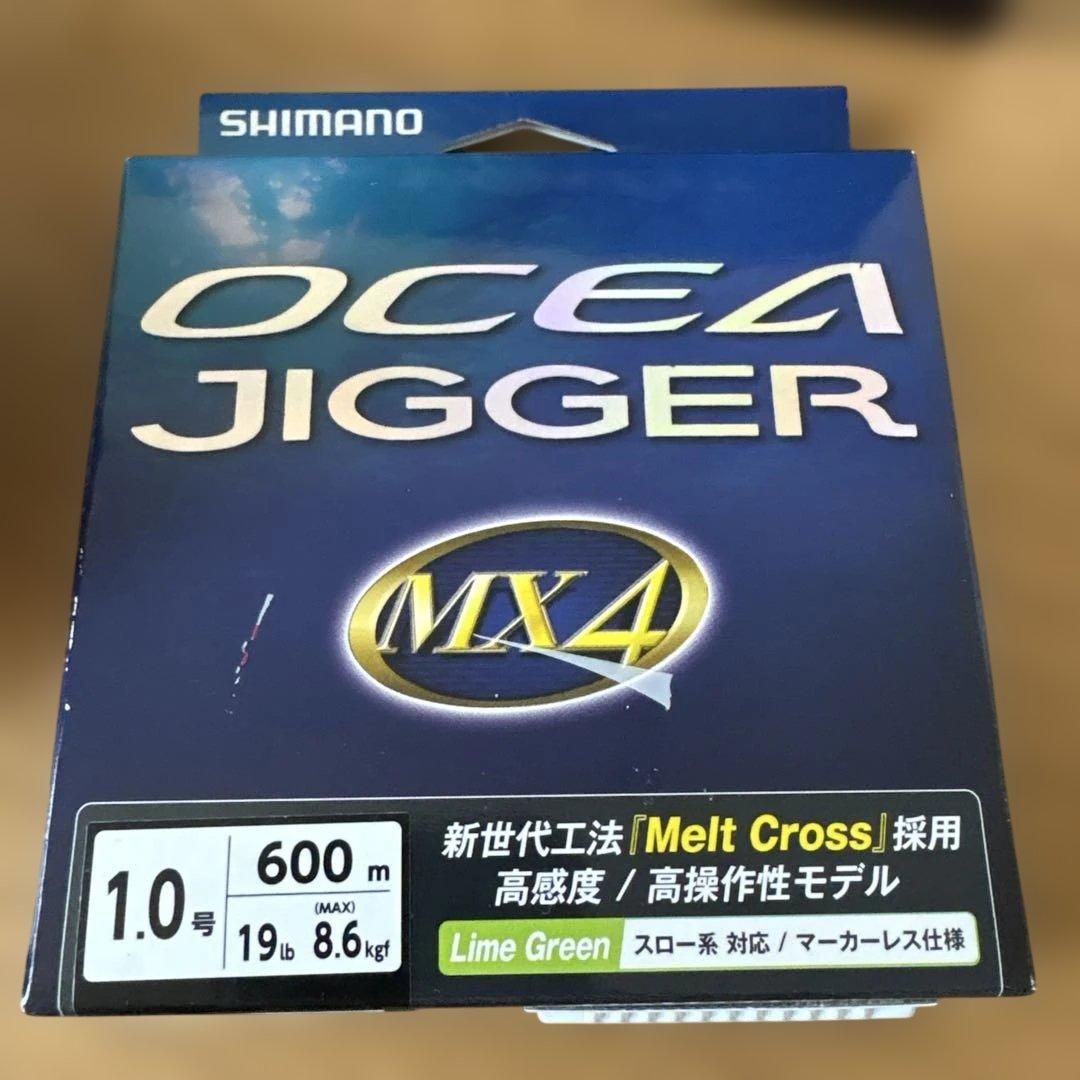 SHIMANO
OCEA
JIGGER
MX4
1.0号
600m
(MAX)
19lb 8.6kgf
新世代工法『Melt Cross』採用
高感度 / 高操作性モデル
Lime Green スロー系 対応 / マーカーレス仕様